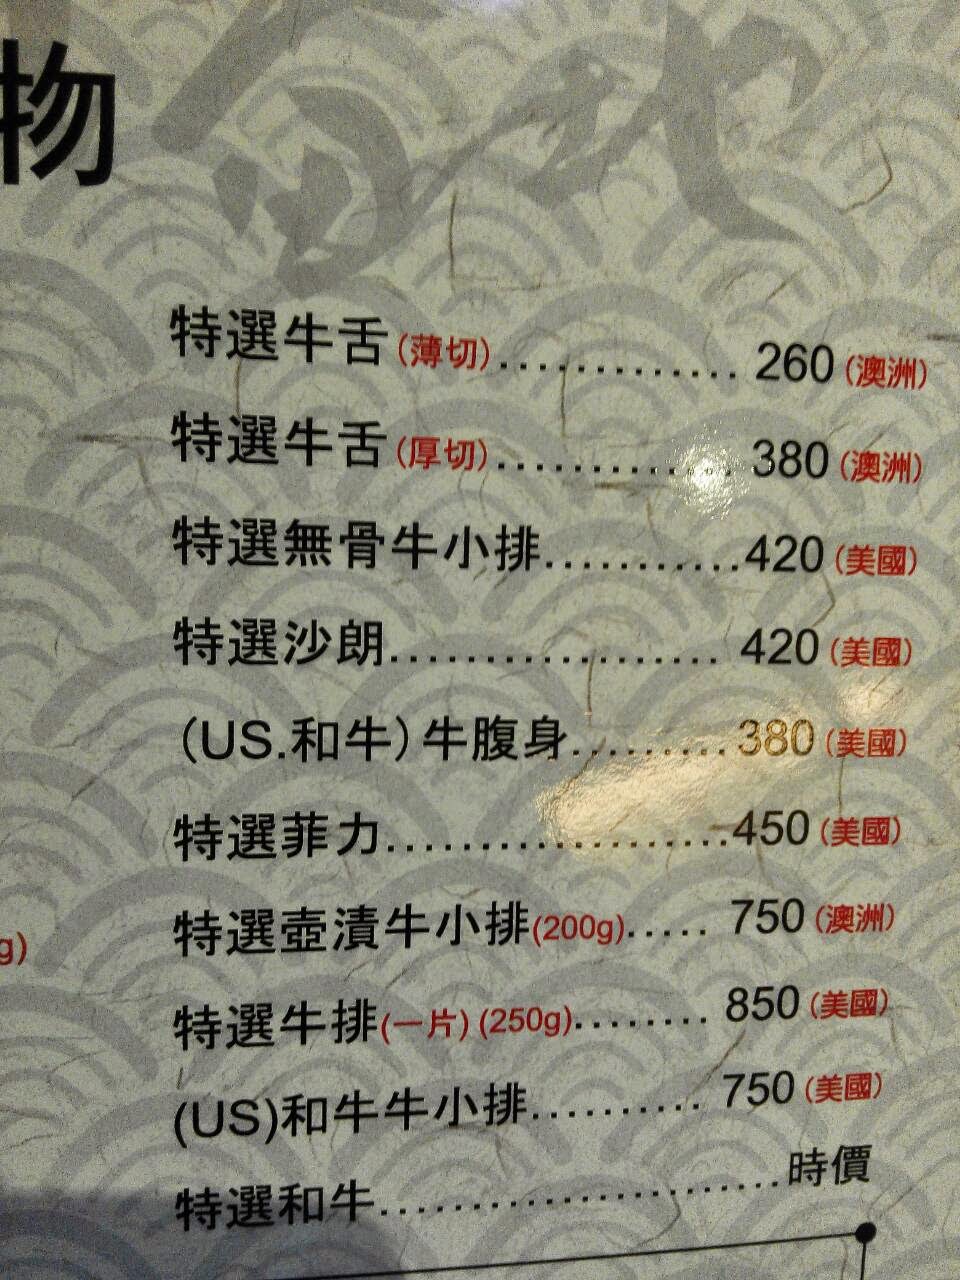 物
特選牛舌(薄切)............. 260(澳洲)
特選牛舌(厚切)............. 380(澳洲)
特選無骨牛小排...........420(美國)
特選沙朗.................. 420(美國)
(US.和牛)牛腹身.........380(美國)
特選菲力...................450(美國)
特選壺漬牛小排(200g)..... 750(澳洲)
特選牛排(一片)(250g)........ 850(美國)
(US)和牛牛小排.......... 750(美國)
特選和牛......................時價
g)